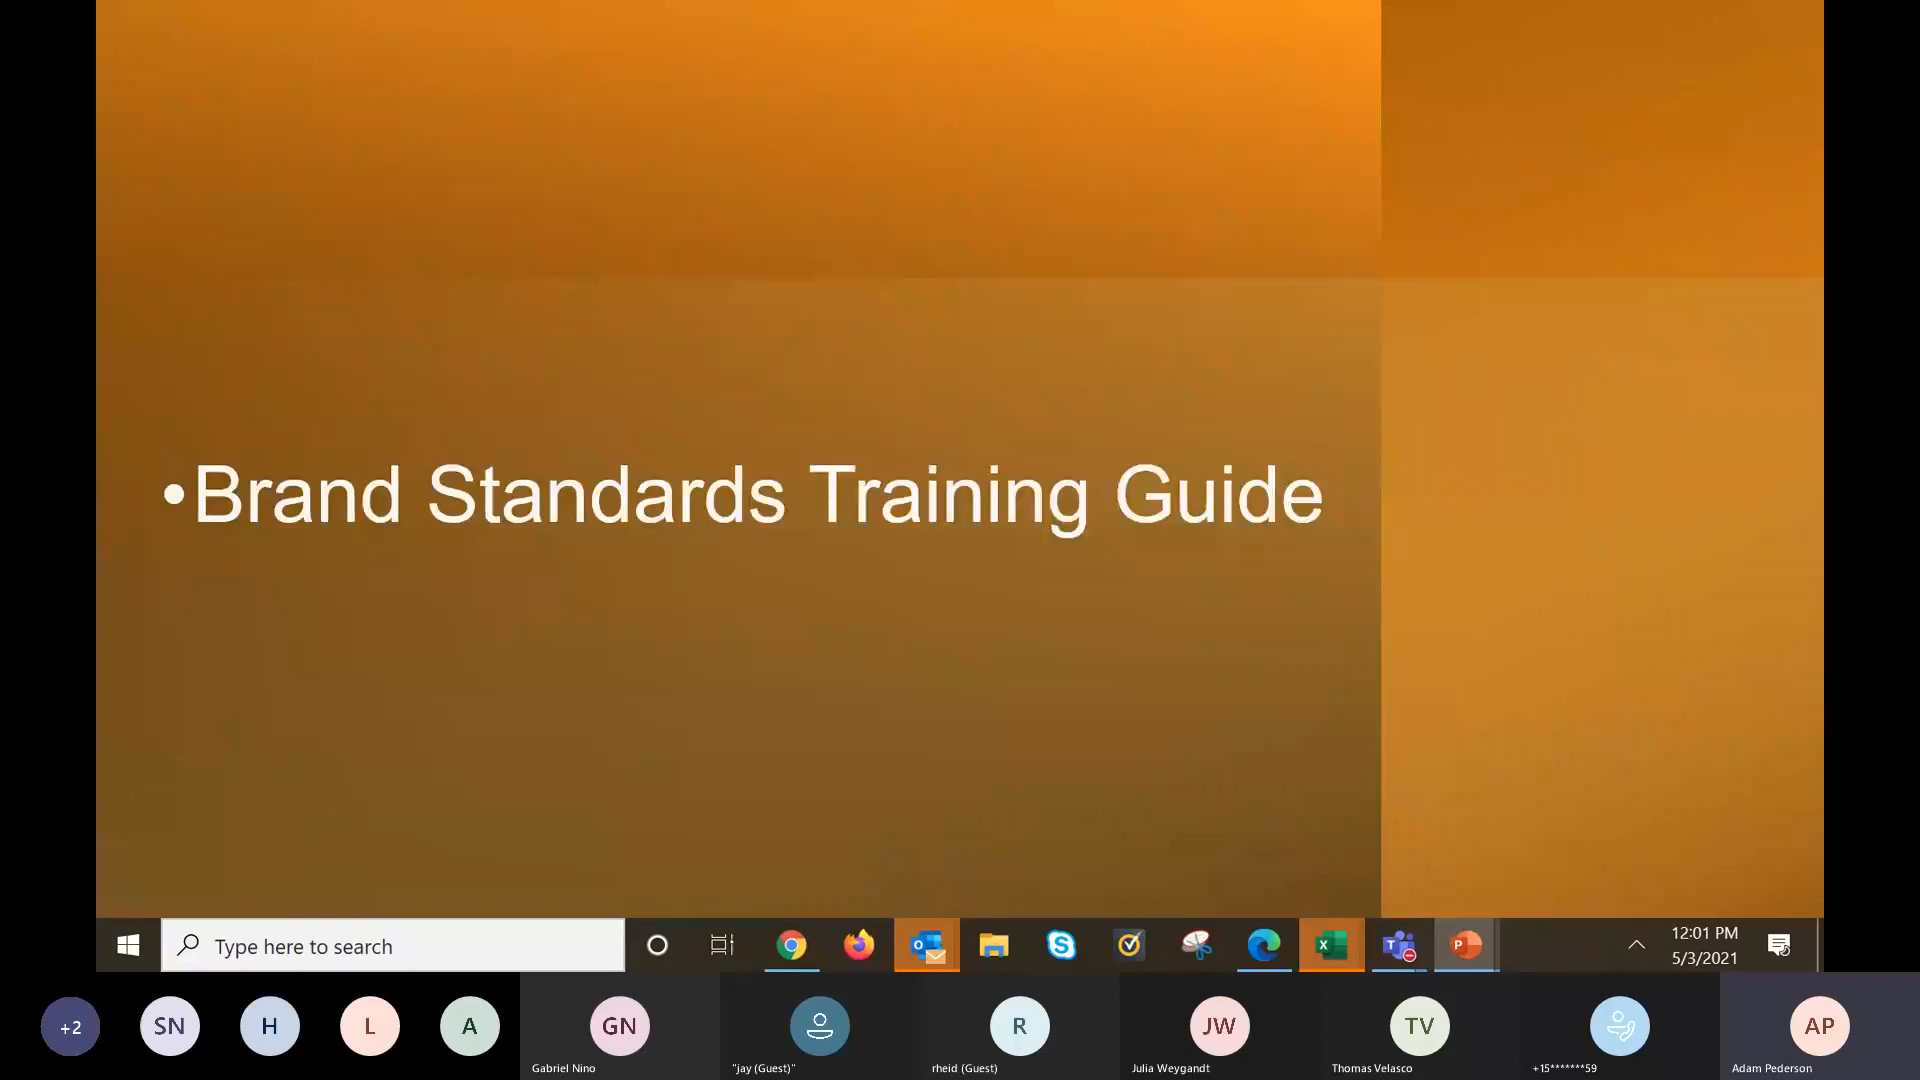 •Brand Standards Training Guide
Type here to search
12:01 PM
5/3/2021
+2
SN
H
L
A
GN
R
JW
TV
AP
Gabriel Nino
"jay (Guest)"
rheid (Guest)
Julia Weygandt
Thomas Velasco
+15*******59
Adam Pederson